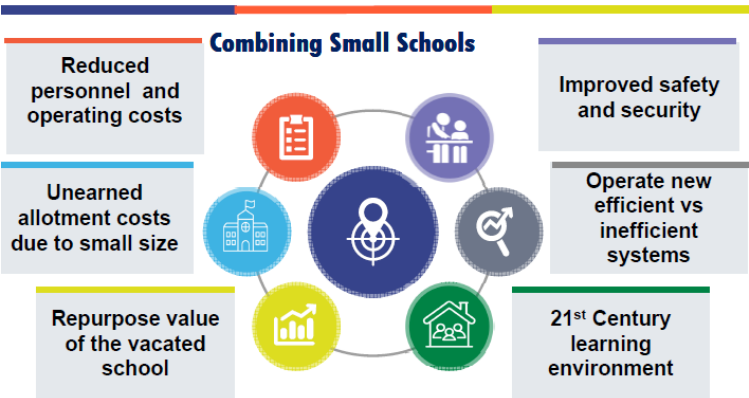 Combining Small Schools
Reduced
personnel and
operating costs
Improved safety
and security
Unearned
allotment costs
due to small size
Operate new
efficient vs
inefficient
systems
Repurpose value
of the vacated
school
21st Century
learning
environment